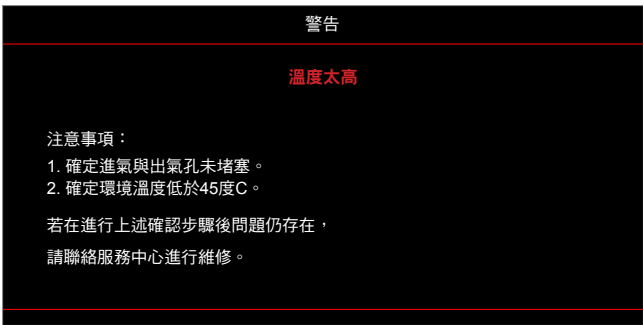 警告
溫度太高
注意事項：
1. 確定進氣與出氣孔未堵塞。
2. 確定環境溫度低於45度C。
若在進行上述確認步驟後問題仍存在，
請聯絡服務中心進行維修。